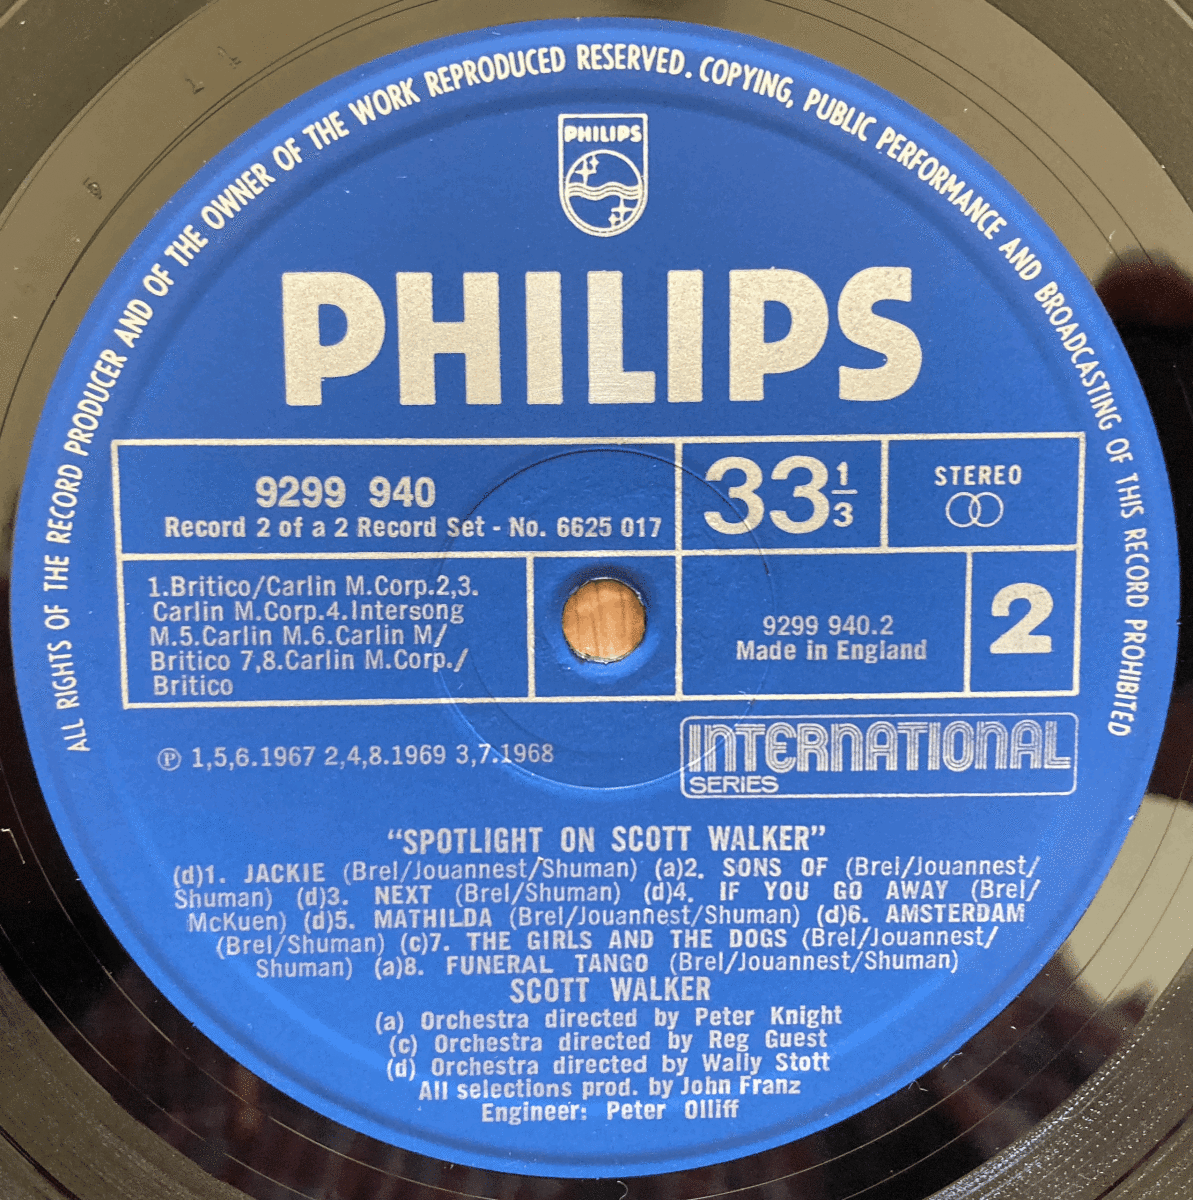 ALL RIGHTS OF THE RECORD PRODUCER AND OF THE OWNER OF THE WORK REPRODUCED RESERVED. COPYING, PUBLIC PERFORMANCE AND BROADCASTING OF THIS RECORD PROHIBITED
PHILIPS
PHILIPS
9299 940
Record 2 of a 2 Record Set - No. 6625 017
33 1/3
STEREO
1.Britico/Carlin M.Corp.2,3.
Carlin M.Corp.4.Intersong
M.5.Carlin M.6.Carlin M/
Britico 7,8.Carlin M.Corp./
Britico
9299 940.2
Made in England
2
Ⓟ 1,5,6.1967 2,4,8.1969 3,7.1968
INTERNATIONAL
SERIES
“SPOTLIGHT ON SCOTT WALKER”
(d)1. JACKIE (Brel/Jouannest/Shuman) (a)2. SONS OF (Brel/Jouannest/
Shuman) (d)3. NEXT (Brel/Shuman) (d)4. IF YOU GO AWAY (Brel/
McKuen) (d)5. MATHILDA (Brel/Jouannest/Shuman) (d)6. AMSTERDAM
(Brel/Shuman) (c)7. THE GIRLS AND THE DOGS (Brel/Jouannest/
Shuman) (a)8. FUNERAL TANGO (Brel/Jouannest/Shuman)
SCOTT WALKER
(a) Orchestra directed by Peter Knight
(c) Orchestra directed by Reg Guest
(d) Orchestra directed by Wally Stott
All selections prod. by John Franz
Engineer: Peter Olliff